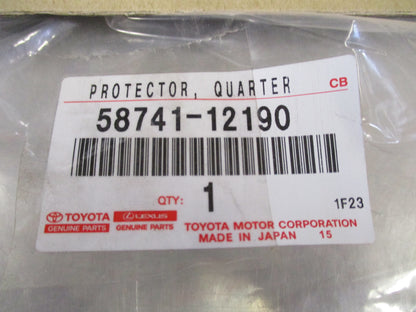 PROTECTOR, QUARTER CB
58741-12190
QTY: 1 1F23
TOYOTA LEXUS TOYOTA MOTOR CORPORATION
GENUINE PARTS GENUINE PARTS MADE IN JAPAN 15